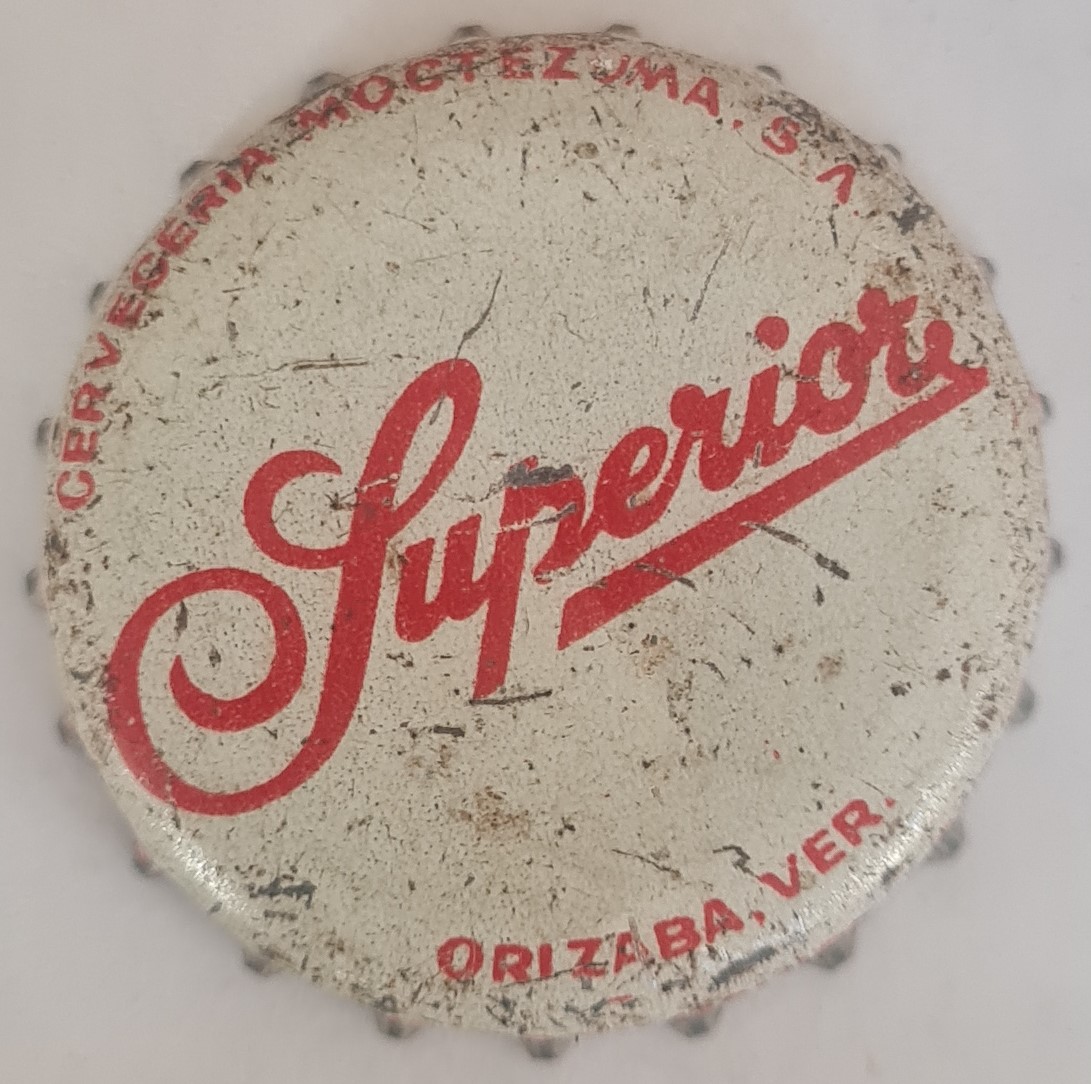 CERVECERIA MOCTEZUMA, S. A.
Superior
ORIZABA, VER.